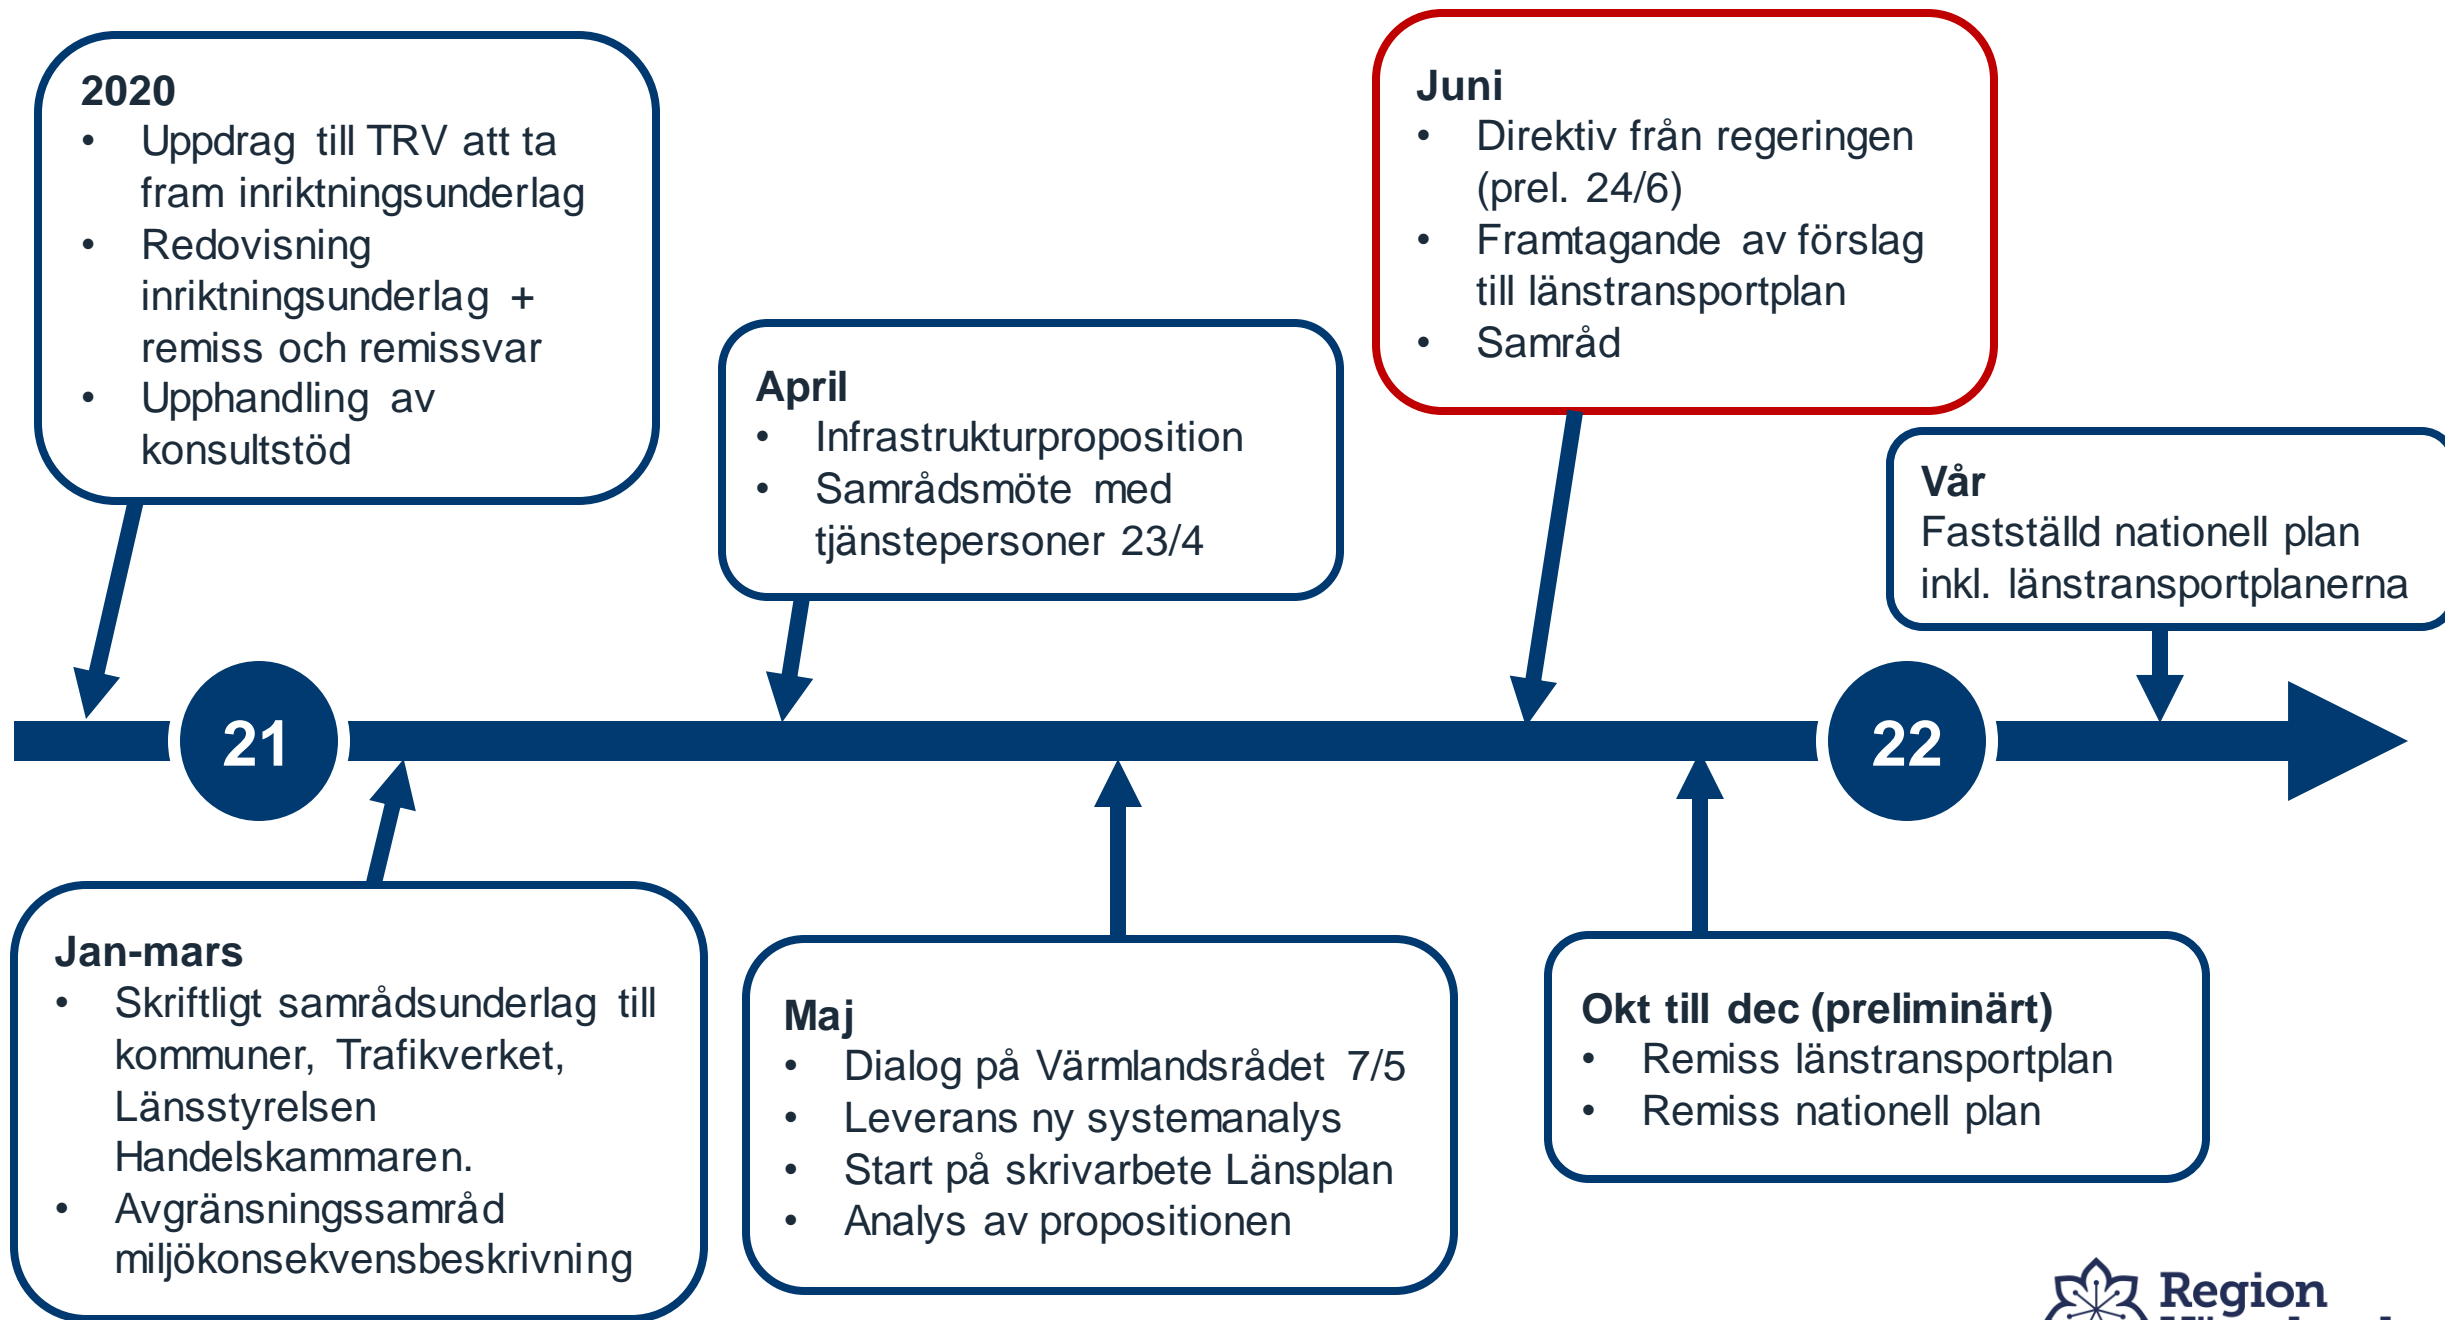 2020
• Uppdrag till TRV att ta
fram inriktningsunderlag
• Redovisning
inriktningsunderlag +
remiss och remissvar
• Upphandling av
konsultstöd
April
• Infrastrukturproposition
• Samrådsmöte med
tjänstepersoner 23/4
Juni
• Direktiv från regeringen
(prel. 24/6)
• Framtagande av förslag
till länstransportplan
• Samråd
Vår
Fastställd nationell plan
inkl. länstransportplanerna
21
22
Jan-mars
• Skriftligt samrådsunderlag till
kommuner, Trafikverket,
Länsstyrelsen
Handelskammaren.
• Avgränsningssamråd
miljökonsekvensbeskrivning
Maj
• Dialog på Värmlandsrådet 7/5
• Leverans ny systemanalys
• Start på skrivarbete Länsplan
• Analys av propositionen
Okt till dec (preliminärt)
• Remiss länstransportplan
• Remiss nationell plan
Region